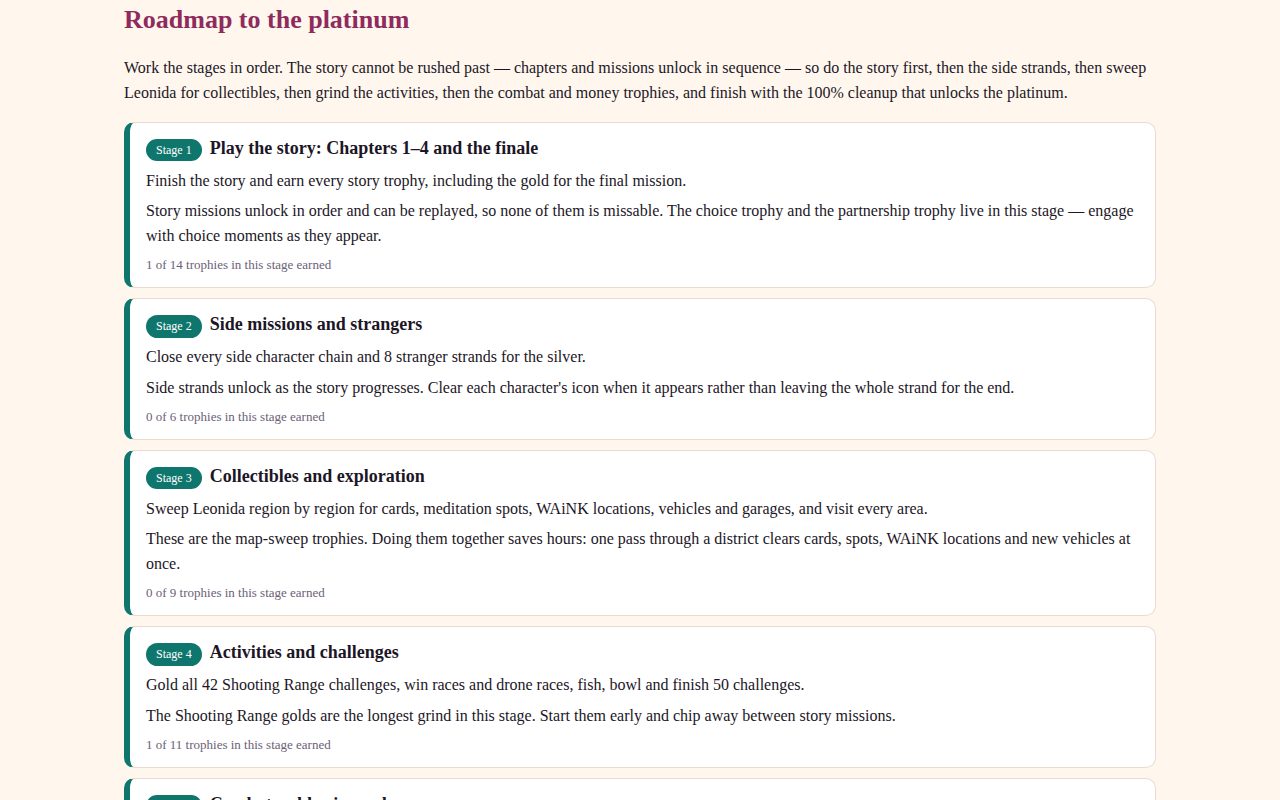 Roadmap to the platinum
Work the stages in order. The story cannot be rushed past — chapters and missions unlock in sequence — so do the story first, then the side strands, then sweep
Leonida for collectibles, then grind the activities, then the combat and money trophies, and finish with the 100% cleanup that unlocks the platinum.
Stage 1 Play the story: Chapters 1–4 and the finale
Finish the story and earn every story trophy, including the gold for the final mission.
Story missions unlock in order and can be replayed, so none of them is missable. The choice trophy and the partnership trophy live in this stage — engage
with choice moments as they appear.
1 of 14 trophies in this stage earned
Stage 2 Side missions and strangers
Close every side character chain and 8 stranger strands for the silver.
Side strands unlock as the story progresses. Clear each character's icon when it appears rather than leaving the whole strand for the end.
0 of 6 trophies in this stage earned
Stage 3 Collectibles and exploration
Sweep Leonida region by region for cards, meditation spots, WAiNK locations, vehicles and garages, and visit every area.
These are the map-sweep trophies. Doing them together saves hours: one pass through a district clears cards, spots, WAiNK locations and new vehicles at
once.
0 of 9 trophies in this stage earned
Stage 4 Activities and challenges
Gold all 42 Shooting Range challenges, win races and drone races, fish, bowl and finish 50 challenges.
The Shooting Range golds are the longest grind in this stage. Start them early and chip away between story missions.
1 of 11 trophies in this stage earned